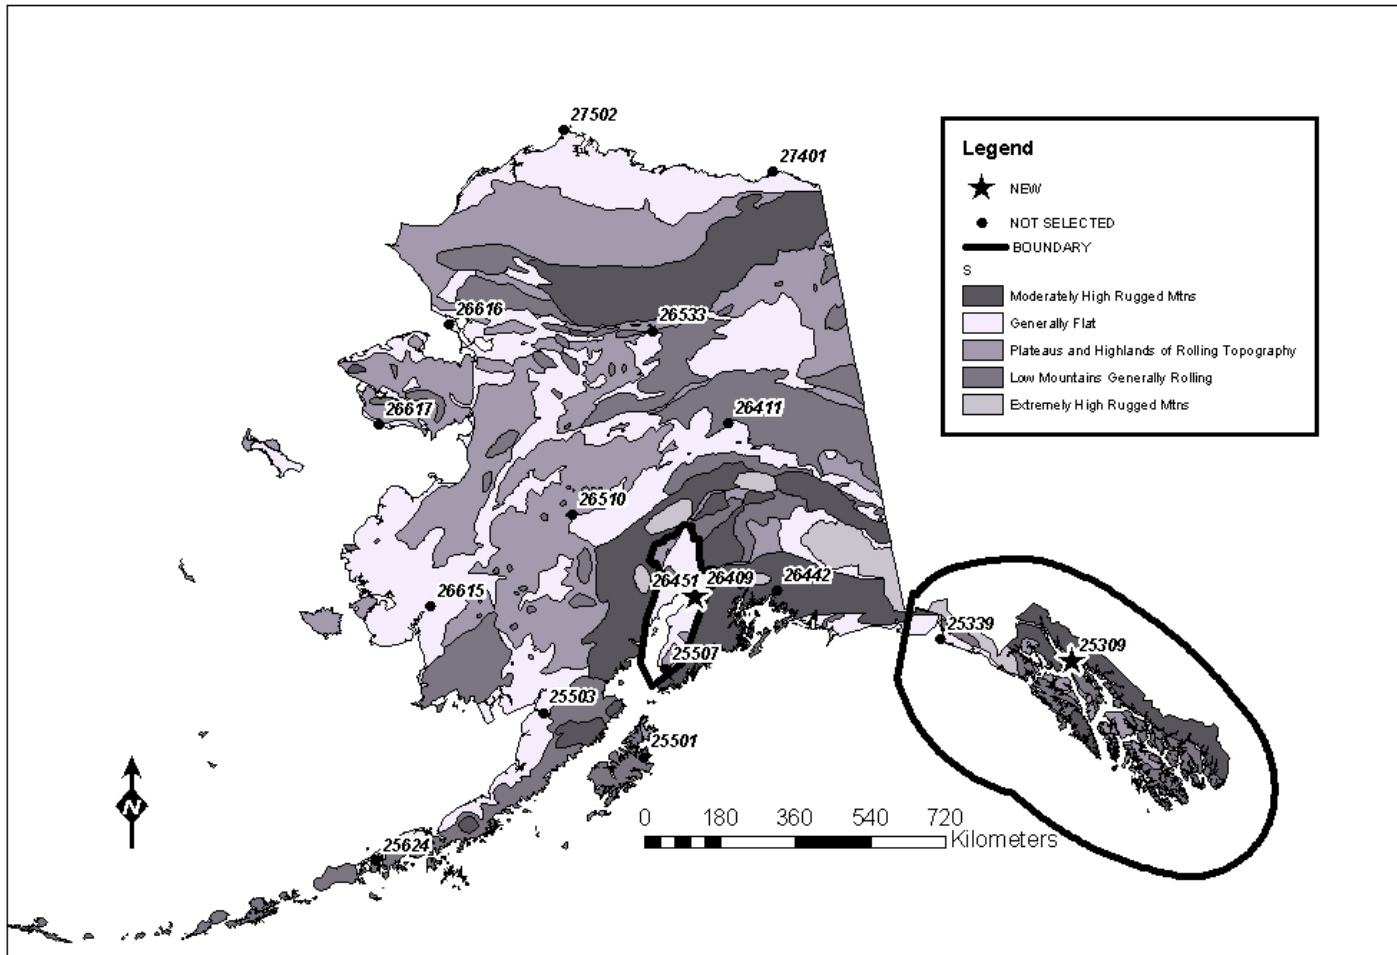 27502
27401
Legend
NEW
NOT SELECTED
BOUNDARY
S
Moderately High Rugged Mtns
Generally Flat
Plateaus and Highlands of Rolling Topography
Low Mountains Generally Rolling
Extremely High Rugged Mtns
26616
26533
26617
26411
26510
26451 26409
26442
26615
25339
25309
25507
25503
25501
N
0 180 360 540 720
Kilometers
25624